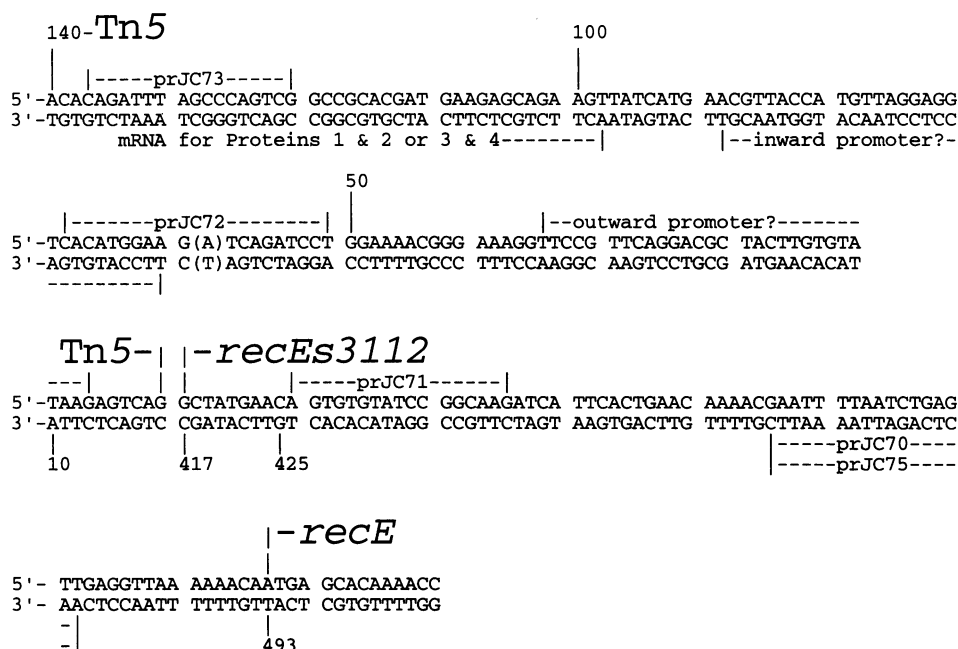 140-Tn5
100
|-----prJC73-----|
5'-ACACAGATTT AGCCCAGTCG GCCGCACGAT GAAGAGCAGA AGTTATCATG AACGTTACCA TGTTAGGAGG
3'-TGTGTCTAAA TCGGGTCAGC CGGCGTGCTA CTTCTCGTCT TCAATAGTAC TTGCAATGGT ACAATCCTCC
mRNA for Proteins 1 & 2 or 3 & 4--------| |--inward promoter?-
50
|-------prJC72--------| |--outward promoter?-------
5'-TCACATGGAA G(A)TCAGATCCT GGAAAACGGG AAAGGTTCCG TTCAGGACGC TACTTGTGTA
3'-AGTGTACCTT C(T)AGTCTAGGA CCTTTTGCCC TTTCCAAGGC AAGTCCTGCG ATGAACACAT
---------|
Tn5-| |-recEs3112
---| |-----prJC71------|
5'-TAAGAGTCAG GCTATGAACA GTGTGTATCC GGCAAGATCA TTCACTGAAC AAAACGAATT TTAATCTGAG
3'-ATTCTCAGTC CGATACTTGT CACACATAGG CCGTTCTAGT AAGTGACTTG TTTTGCTTAA AATTAGACTC
|-----prJC70----
10 417 425 |-----prJC75----
|-recE
5'- TTGAGGTTAA AAAACAATGA GCACAAAACC
3'- AACTCCAATT TTTTGTTACT CGTGTTTTGG
-|
-| 493